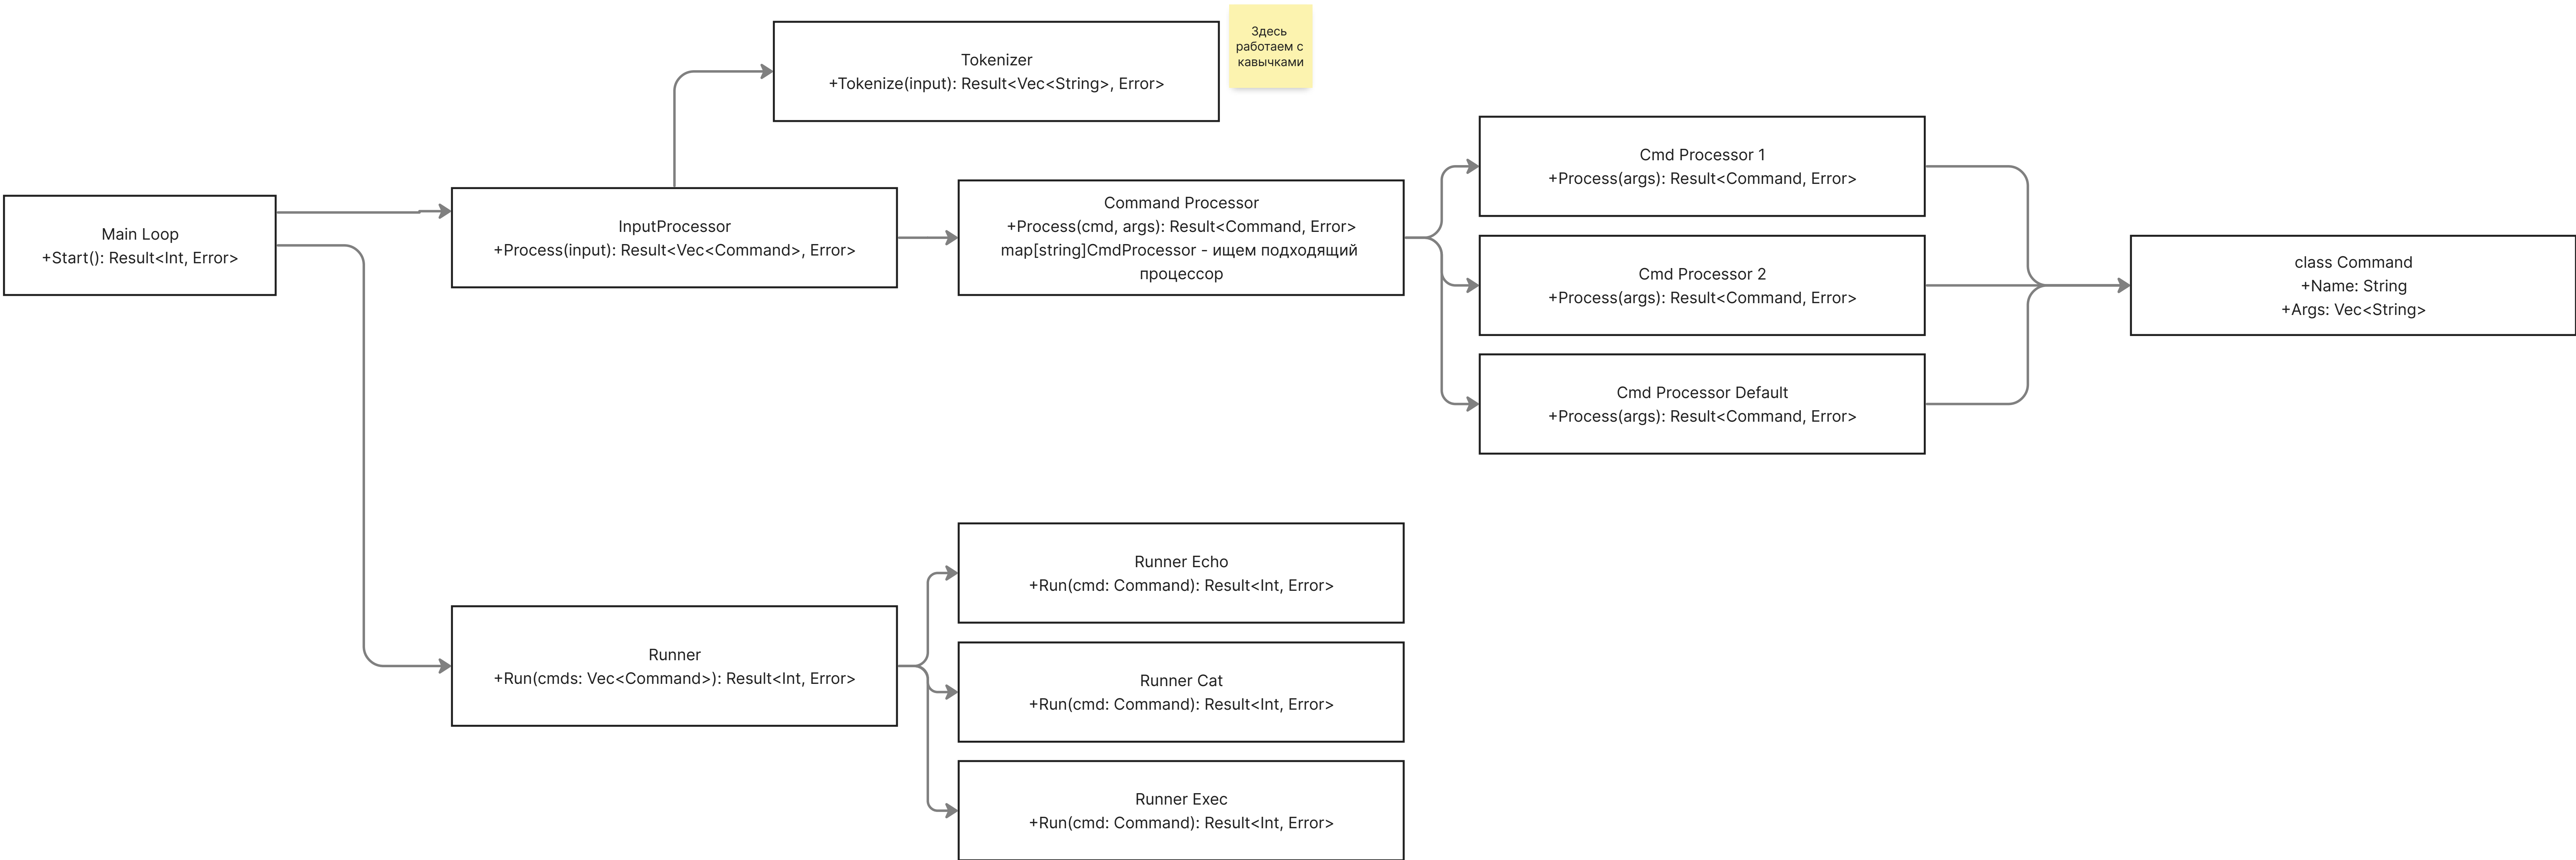 Здесь
работаем с
кавычками
Tokenizer
+Tokenize(input): Result<Vec<String>, Error>
Main Loop
+Start(): Result<Int, Error>
InputProcessor
+Process(input): Result<Vec<Command>, Error>
Command Processor
+Process(cmd, args): Result<Command, Error>
map[string]CmdProcessor - ищем подходящий
процессор
Cmd Processor 1
+Process(args): Result<Command, Error>
Cmd Processor 2
+Process(args): Result<Command, Error>
Cmd Processor Default
+Process(args): Result<Command, Error>
class Command
+Name: String
+Args: Vec<String>
Runner
+Run(cmds: Vec<Command>): Result<Int, Error>
Runner Echo
+Run(cmd: Command): Result<Int, Error>
Runner Cat
+Run(cmd: Command): Result<Int, Error>
Runner Exec
+Run(cmd: Command): Result<Int, Error>